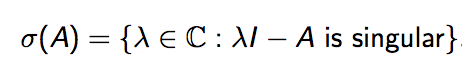 σ(A) = {λ ∈ ℂ : λI − A is singular}.